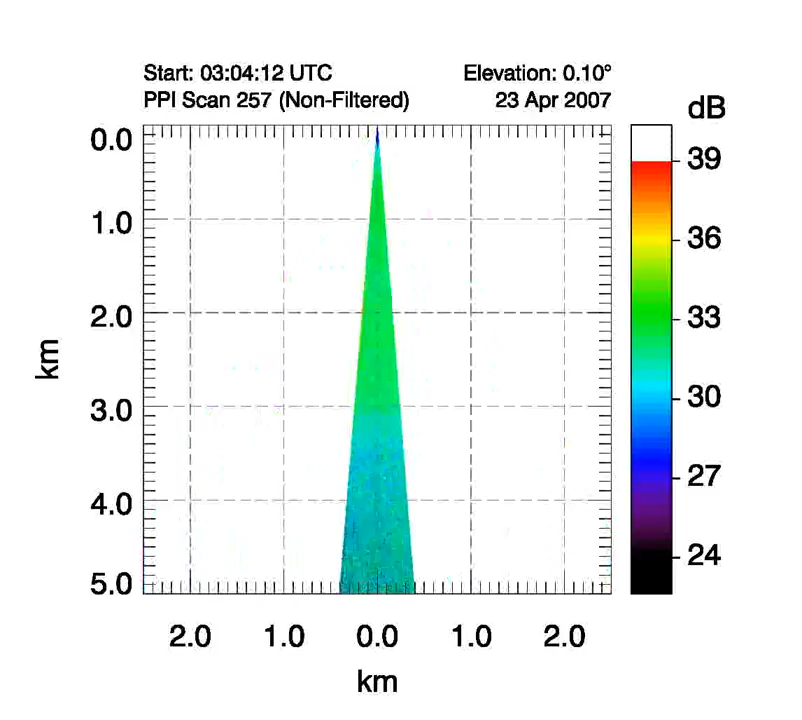 Start: 03:04:12 UTC
Elevation: 0.10°
PPI Scan 257 (Non-Filtered)
23 Apr 2007
dB
0.0
1.0
2.0
3.0
4.0
5.0
km
2.0 1.0 0.0 1.0 2.0
km
39
36
33
30
27
24